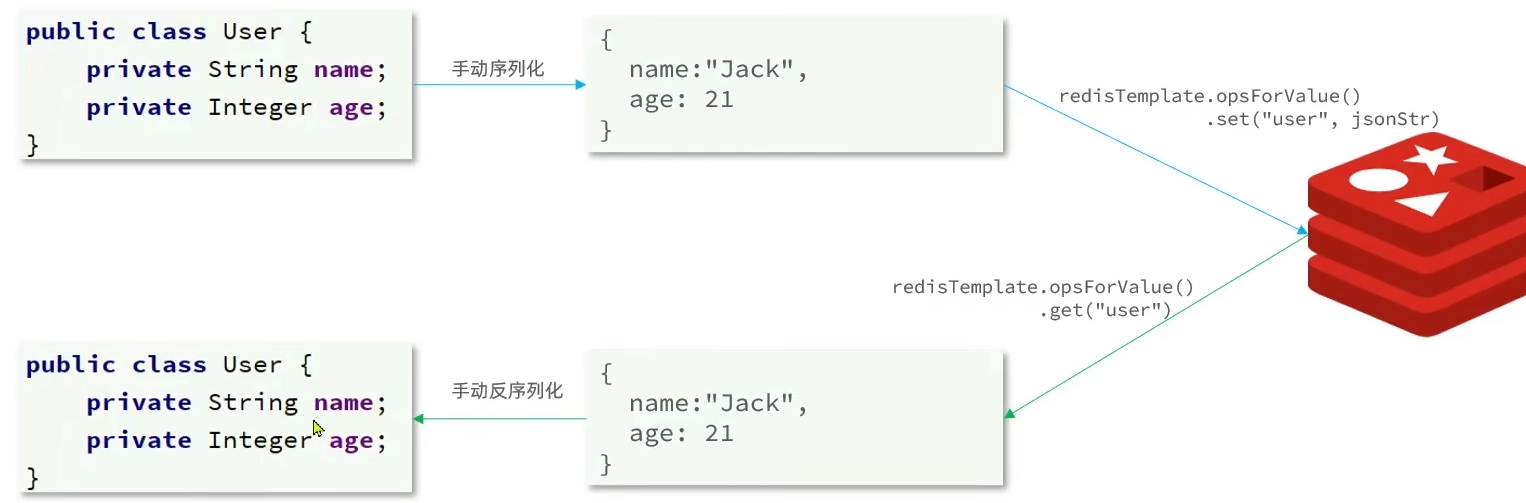 public class User {
    private String name;
    private Integer age;
}
手动序列化
{
  name:"Jack",
  age: 21
}
redisTemplate.opsForValue()
.set("user", jsonStr)
redisTemplate.opsForValue()
.get("user")
{
  name:"Jack",
  age: 21
}
手动反序列化
public class User {
    private String name;
    private Integer age;
}